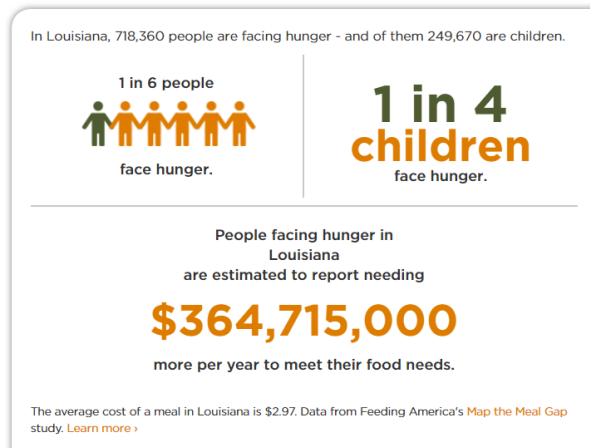 In Louisiana, 718,360 people are facing hunger - and of them 249,670 are children.
1 in 6 people
face hunger.
1 in 4
children
face hunger.
People facing hunger in
Louisiana
are estimated to report needing
$364,715,000
more per year to meet their food needs.
The average cost of a meal in Louisiana is $2.97. Data from Feeding America's Map the Meal Gap
study. Learn more ›